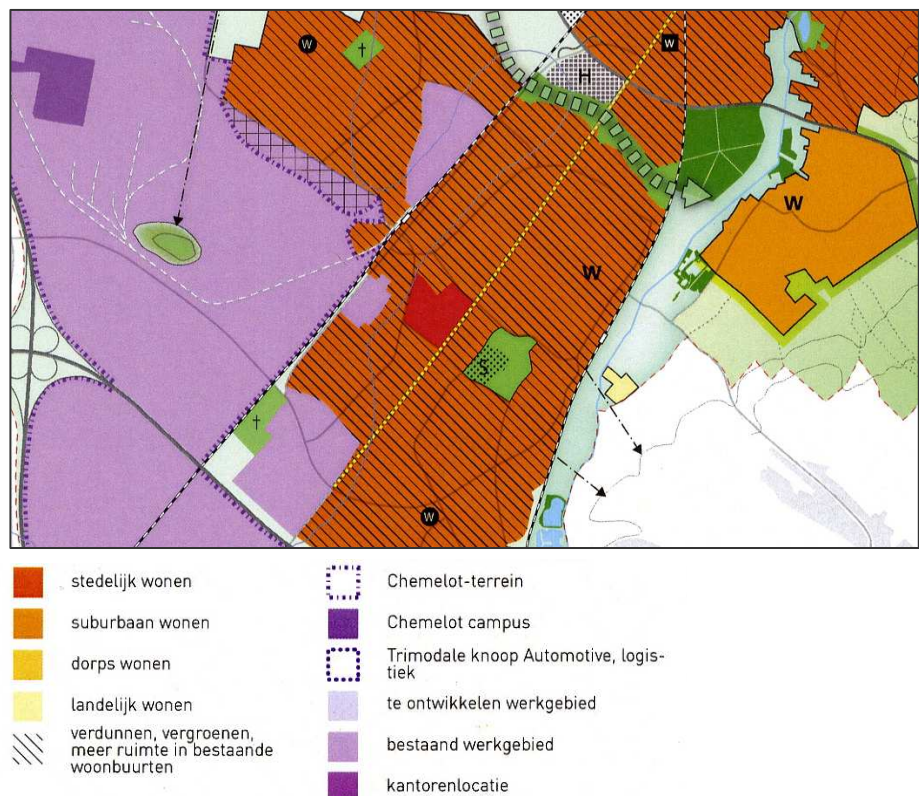 W
†
W
H
W
W
S
†
W
stedelijk wonen
suburbaan wonen
dorps wonen
landelijk wonen
verdunnen, vergroenen,
meer ruimte in bestaande
woonbuurten
Chemelot-terrein
Chemelot campus
Trimodale knoop Automotive, logis-
tiek
te ontwikkelen werkgebied
bestaand werkgebied
kantorenlocatie